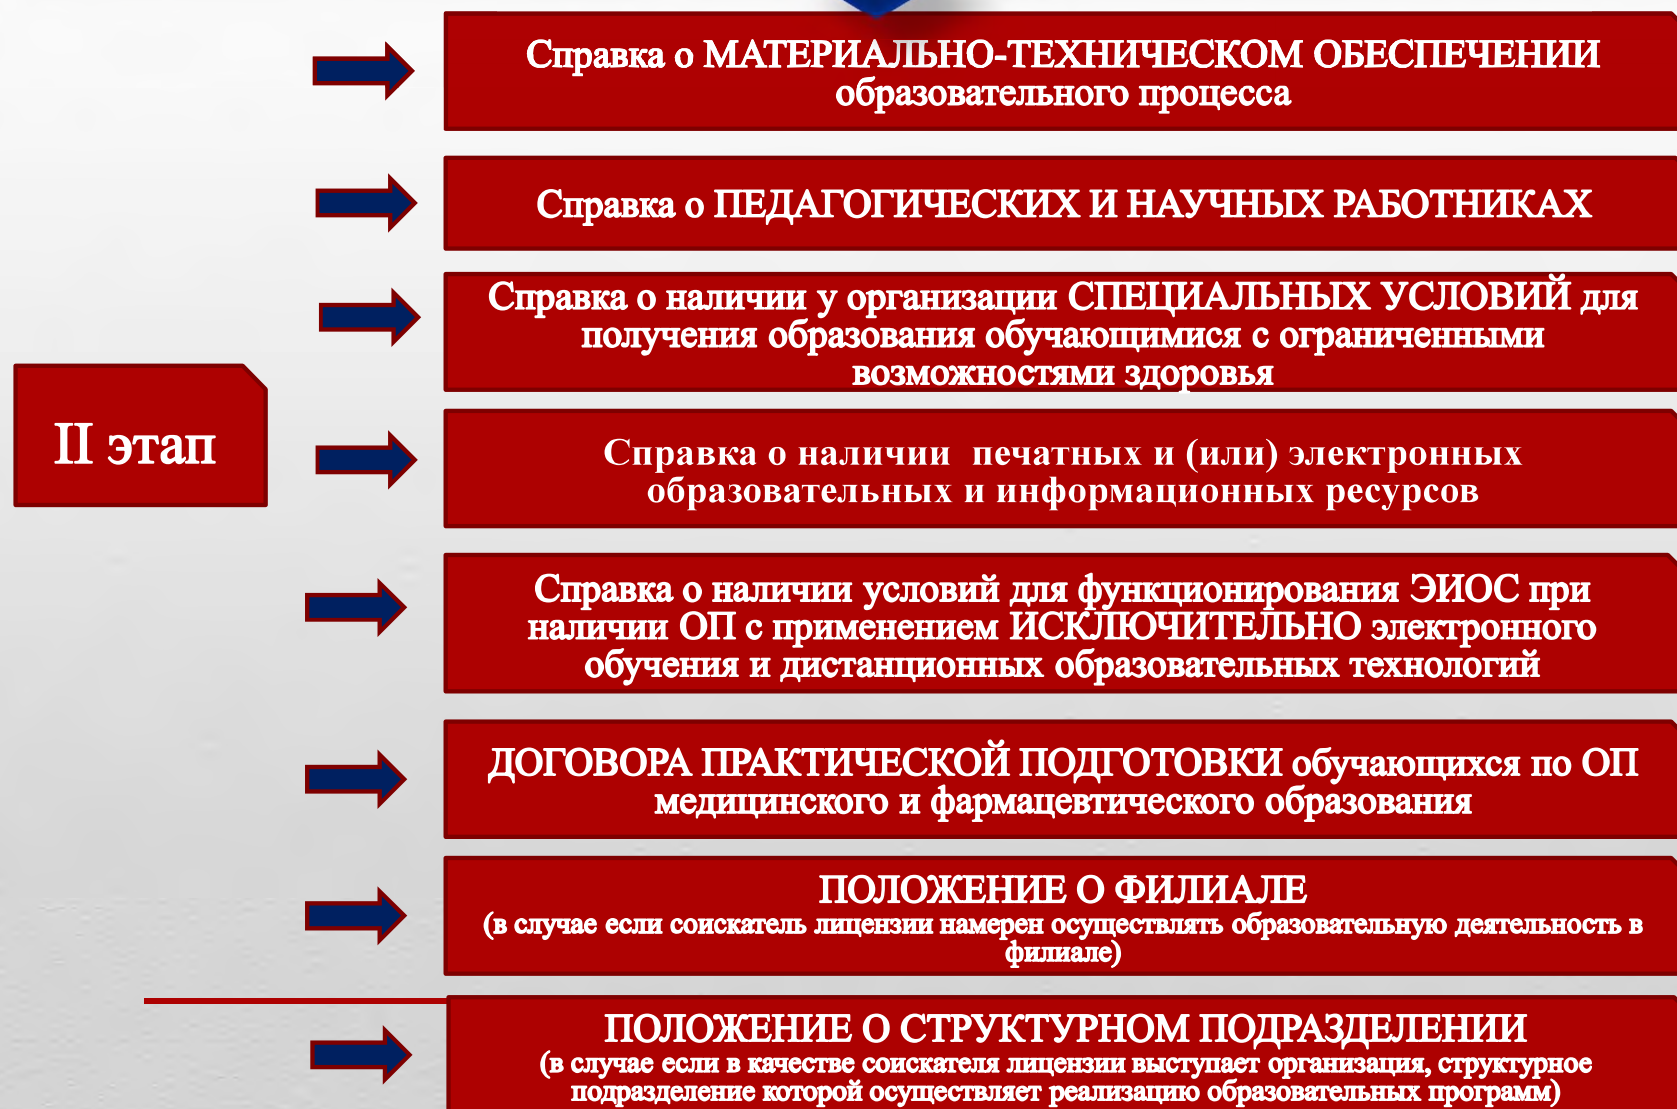 Справка о МАТЕРИАЛЬНО-ТЕХНИЧЕСКОМ ОБЕСПЕЧЕНИИ
образовательного процесса
Справка о ПЕДАГОГИЧЕСКИХ И НАУЧНЫХ РАБОТНИКАХ
Справка о наличии у организации СПЕЦИАЛЬНЫХ УСЛОВИЙ для
получения образования обучающимися с ограниченными
возможностями здоровья
II этап
Справка о наличии печатных и (или) электронных
образовательных и информационных ресурсов
Справка о наличии условий для функционирования ЭИОС при
наличии ОП с применением ИСКЛЮЧИТЕЛЬНО электронного
обучения и дистанционных образовательных технологий
ДОГОВОРА ПРАКТИЧЕСКОЙ ПОДГОТОВКИ обучающихся по ОП
медицинского и фармацевтического образования
ПОЛОЖЕНИЕ О ФИЛИАЛЕ
(в случае если соискатель лицензии намерен осуществлять образовательную деятельность в
филиале)
ПОЛОЖЕНИЕ О СТРУКТУРНОМ ПОДРАЗДЕЛЕНИИ
(в случае если в качестве соискателя лицензии выступает организация, структурное
подразделение которой осуществляет реализацию образовательных программ)